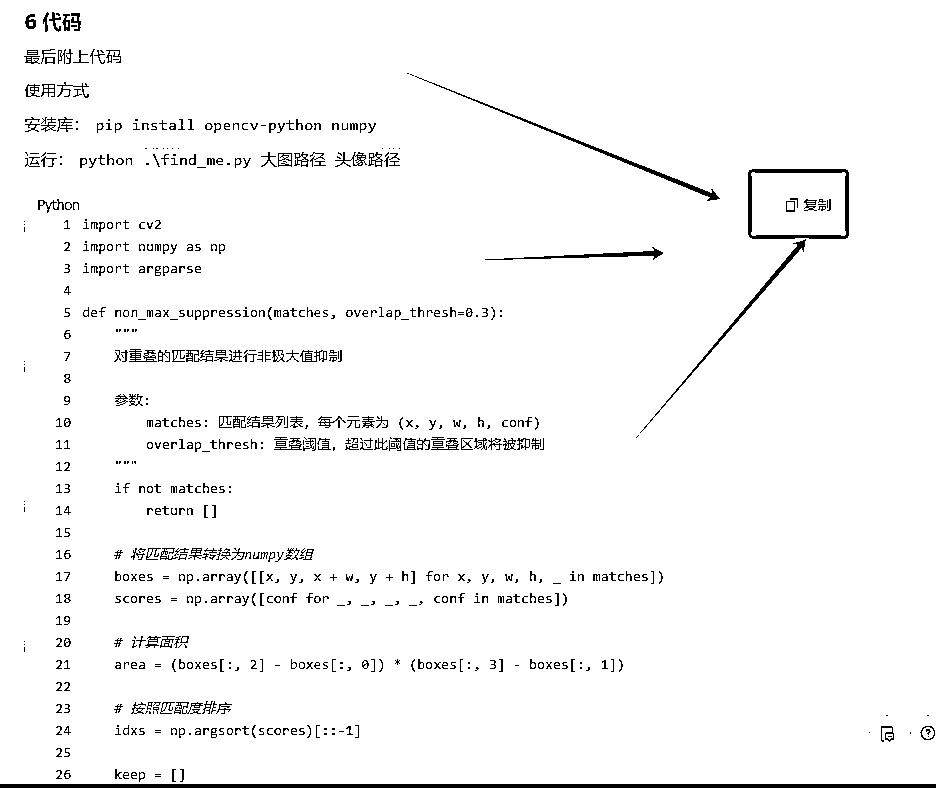 6 代码
最后附上代码
使用方式
安装库： pip install opencv-python numpy
运行： python .\find_me.py 大图路径 头像路径
复制
Python
1 import cv2
2 import numpy as np
3 import argparse
4
5 def non_max_suppression(matches, overlap_thresh=0.3):
6     """
7     对重叠的匹配结果进行非极大值抑制
8
9     参数:
10         matches: 匹配结果列表，每个元素为 (x, y, w, h, conf)
11         overlap_thresh: 重叠阈值，超过此阈值的重叠区域将被抑制
12     """
13     if not matches:
14         return []
15
16     # 将匹配结果转换为numpy数组
17     boxes = np.array([[x, y, x + w, y + h] for x, y, w, h, _ in matches])
18     scores = np.array([conf for _, _, _, _, conf in matches])
19
20     # 计算面积
21     area = (boxes[:, 2] - boxes[:, 0]) * (boxes[:, 3] - boxes[:, 1])
22
23     # 按照匹配度排序
24     idxs = np.argsort(scores)[::-1]
25
26     keep = []